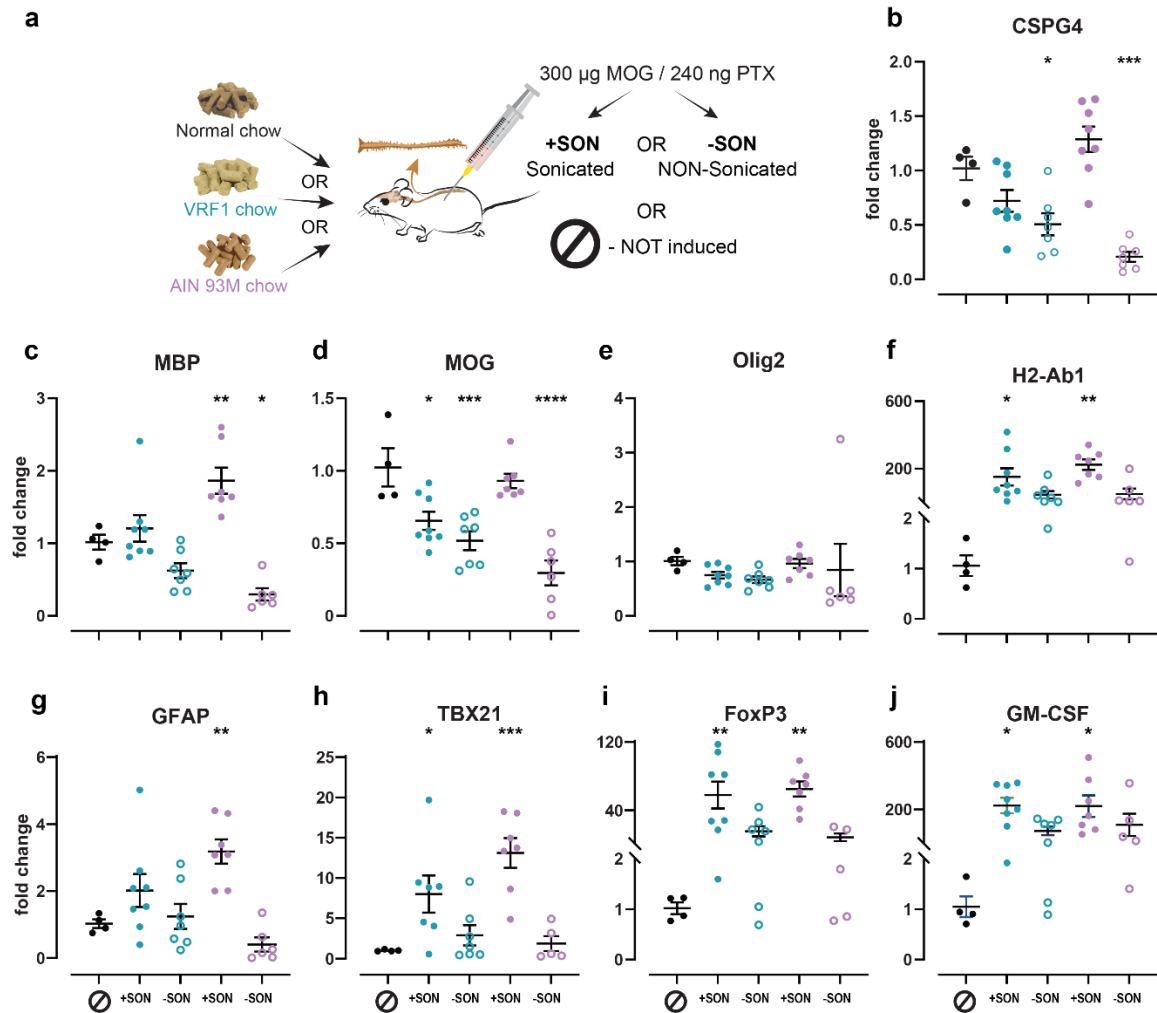 a
300 µg MOG / 240 ng PTX
Normal chow
OR
VRF1 chow
OR
AIN 93M chow
+SON OR -SON
Sonicated NON-Sonicated
OR
- NOT induced
b
CSPG4
* ***
fold change
2.0
1.5
1.0
0.5
0.0
c
MBP
** *
fold change
3
2
1
0
d
MOG
* *** ****
1.5
1.0
0.5
0
e
Olig2
4
3
2
1
0
f
H2-Ab1
* **
600
200
2
1
0
g
GFAP
**
fold change
6
4
2
0
+SON -SON +SON -SON
h
TBX21
* ***
25
20
15
10
5
0
+SON -SON +SON -SON
i
FoxP3
** **
120
40
2
1
0
+SON -SON +SON -SON
j
GM-CSF
* *
600
200
2
1
0
+SON -SON +SON -SON